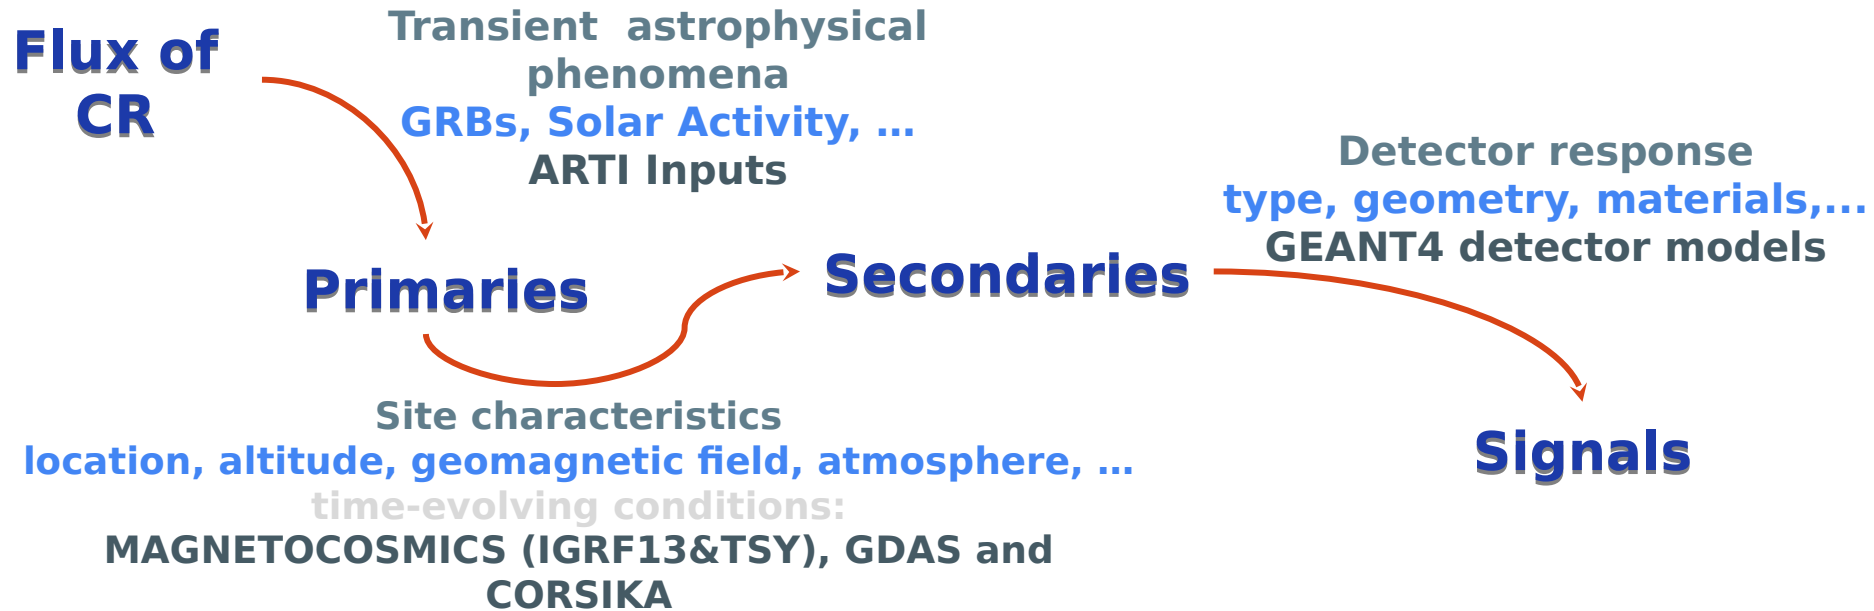 Flux of
CR
Transient astrophysical
phenomena
GRBs, Solar Activity, ...
ARTI Inputs
Primaries
Secondaries
Detector response
type, geometry, materials,...
GEANT4 detector models
Site characteristics
location, altitude, geomagnetic field, atmosphere, ...
time-evolving conditions:
MAGNETOCOSMICS (IGRF13&TSY), GDAS and
CORSIKA
Signals